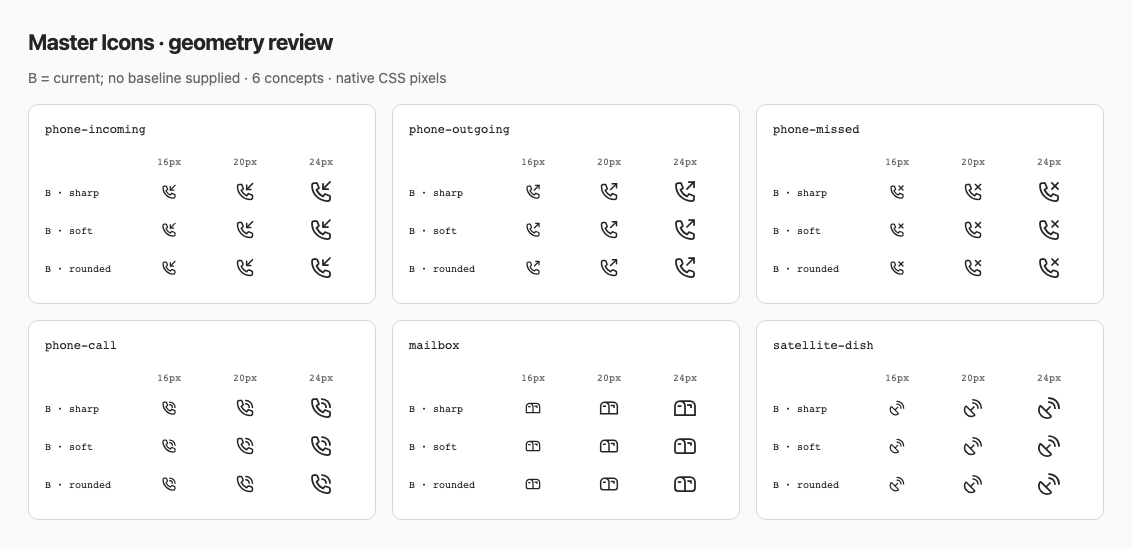 Master Icons · geometry review
B = current; no baseline supplied · 6 concepts · native CSS pixels
phone-incoming
16px 20px 24px
B · sharp
B · soft
B · rounded
phone-outgoing
16px 20px 24px
B · sharp
B · soft
B · rounded
phone-missed
16px 20px 24px
B · sharp
B · soft
B · rounded
phone-call
16px 20px 24px
B · sharp
B · soft
B · rounded
mailbox
16px 20px 24px
B · sharp
B · soft
B · rounded
satellite-dish
16px 20px 24px
B · sharp
B · soft
B · rounded